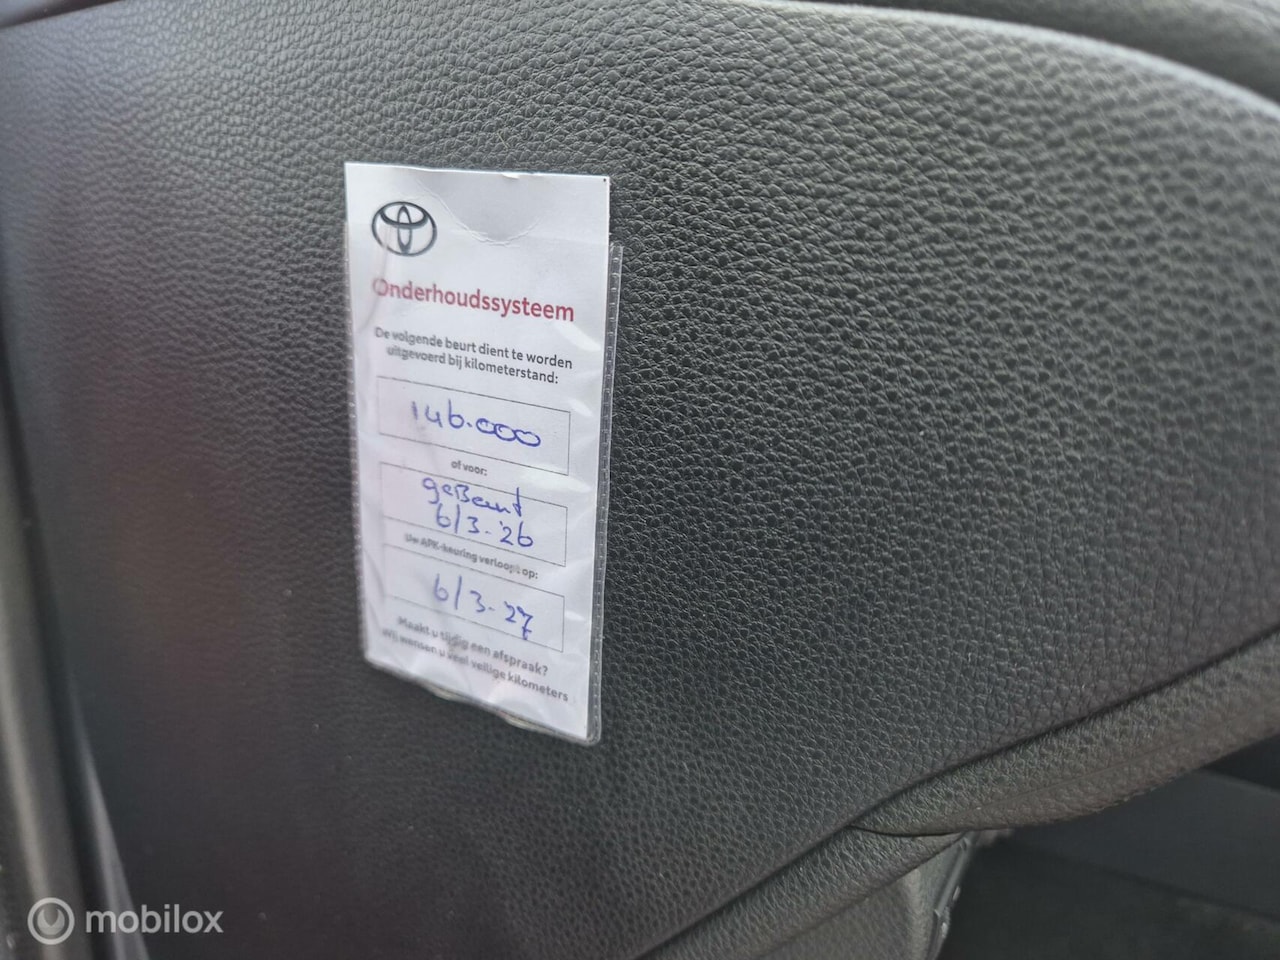 Onderhoudssysteem
De volgende beurt dient te worden
uitgevoerd bij kilometerstand:
146.000
of voor:
geBeurt
6/3-'26
Uw APK-keuring verloopt op:
6/3-27
Maakt u tijdig een afspraak?
Wij wensen u veel veilige kilometers
mobilox